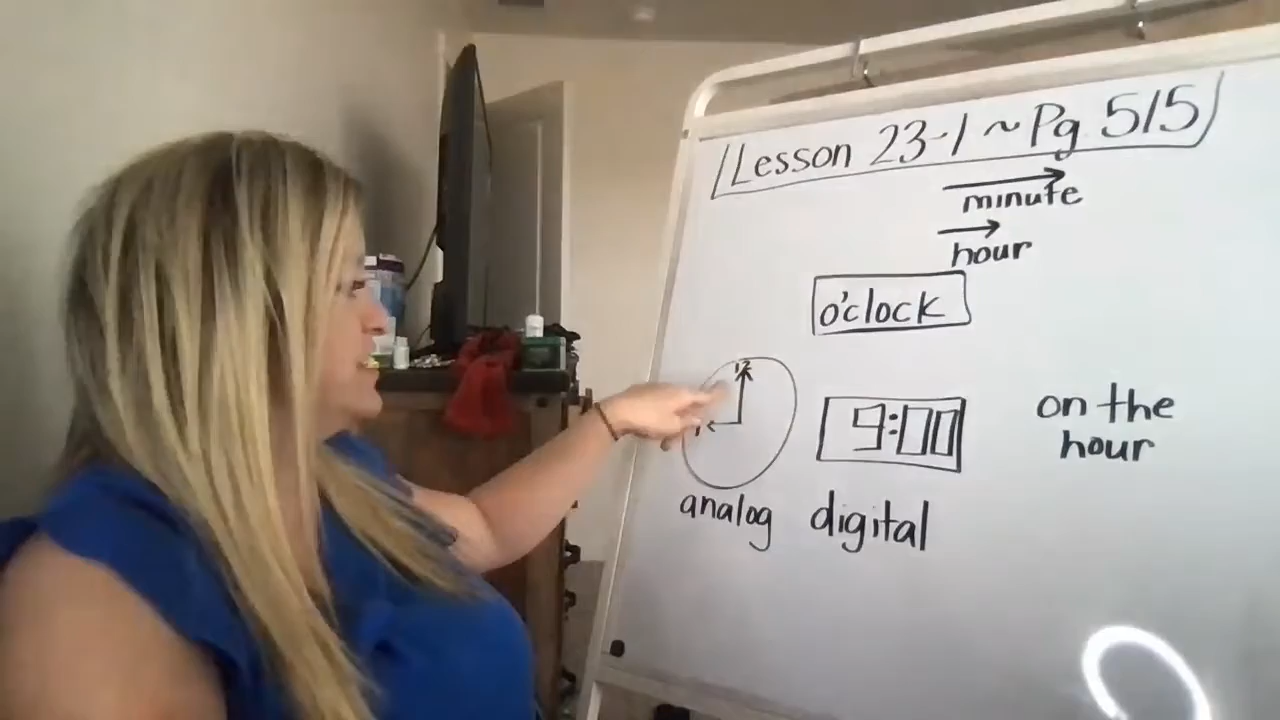 Lesson 23-1 ~ Pg 515
minute
hour
o'clock
12
9:00
on the
hour
analog
digital